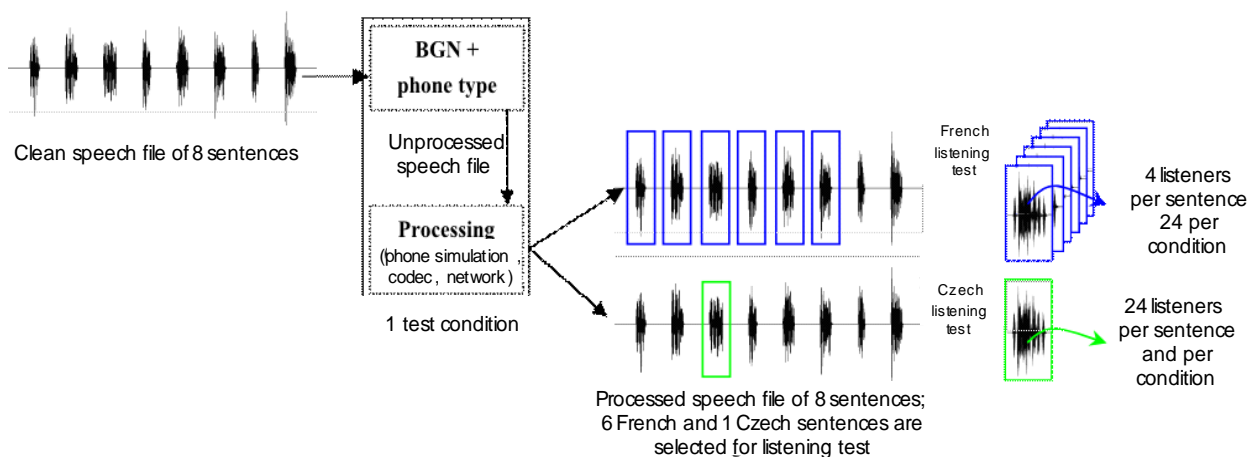 Clean speech file of 8 sentences
BGN +
phone type
Unprocessed
speech file
Processing
(phone simulation ,
codec , network )
1 test condition
French
listening
test
4 listeners
per sentence
24 per
condition
Czech
listening
test
24 listeners
per sentence
and per
condition
Processed speech file of 8 sentences;
6 French and 1 Czech sentences are
selected for listening test